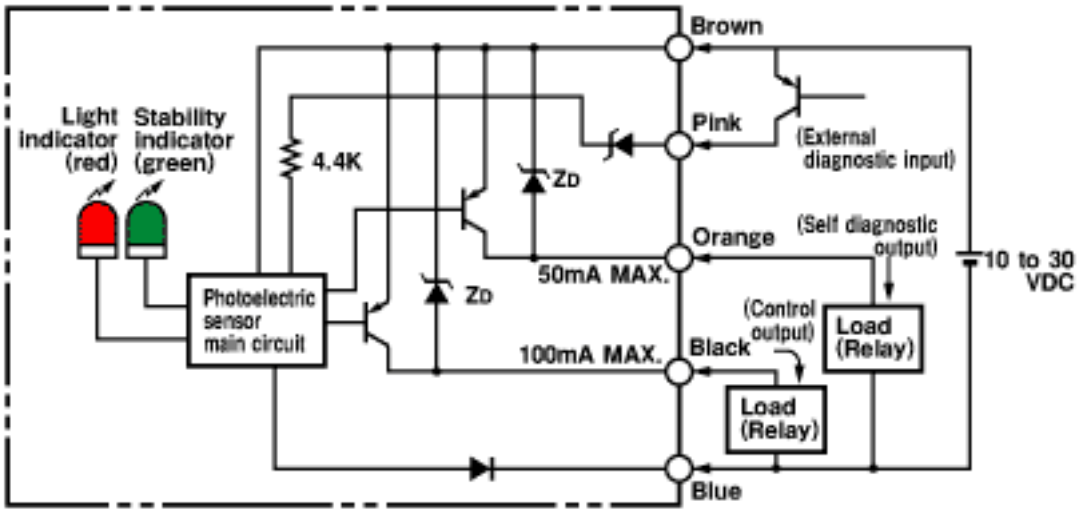 Brown
Light
indicator
(red)
Stability
indicator
(green)
4.4K
Pink
(External
diagnostic input)
ZD
Orange
(Self diagnostic
output)
50mA MAX.
10 to 30
VDC
ZD
Photoelectric
sensor
main circuit
(Control
output)
Load
(Relay)
100mA MAX.
Black
Load
(Relay)
Blue